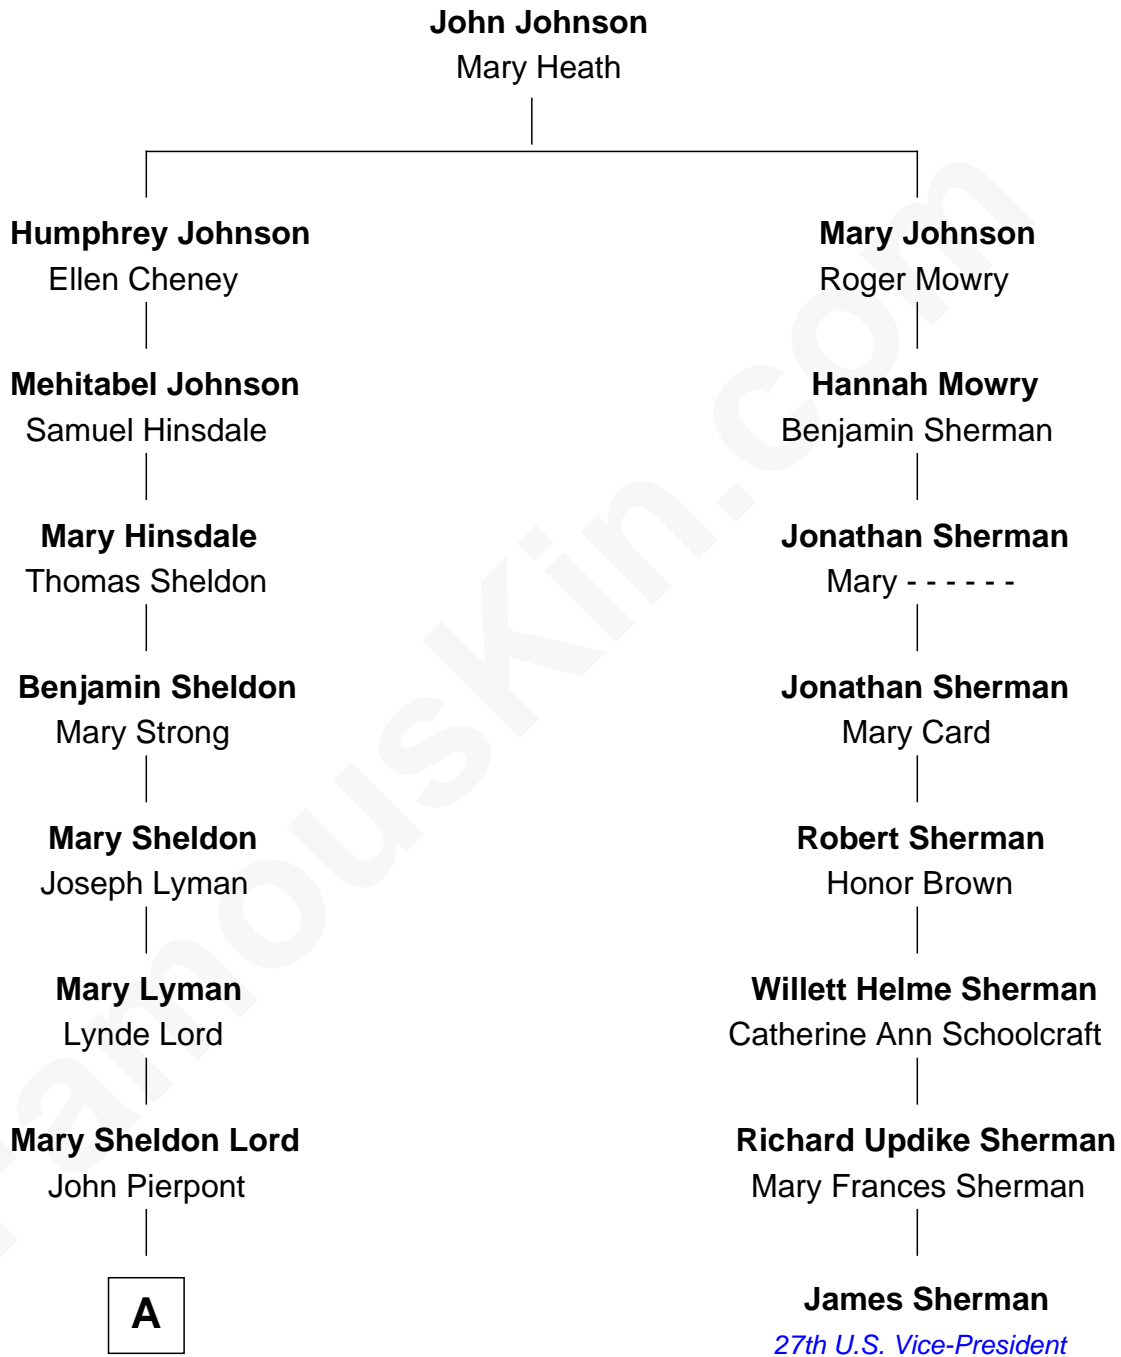 John Johnson
Mary Heath
Humphrey Johnson
Ellen Cheney
Mehitabel Johnson
Samuel Hinsdale
Mary Hinsdale
Thomas Sheldon
Benjamin Sheldon
Mary Strong
Mary Sheldon
Joseph Lyman
Mary Lyman
Lynde Lord
Mary Sheldon Lord
John Pierpont
A
Mary Johnson
Roger Mowry
Hannah Mowry
Benjamin Sherman
Jonathan Sherman
Mary - - - - - -
Jonathan Sherman
Mary Card
Robert Sherman
Honor Brown
Willett Helme Sherman
Catherine Ann Schoolcraft
Richard Updike Sherman
Mary Frances Sherman
James Sherman
27th U.S. Vice-President
FamousKin.com